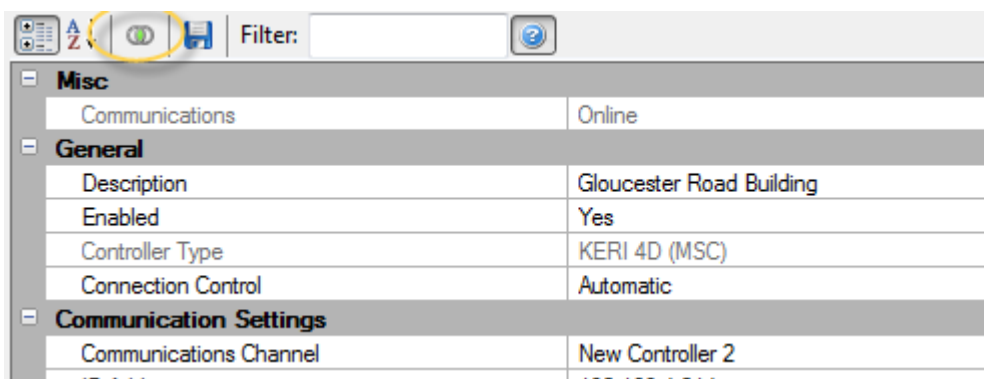 A
Z
Filter:
?
Misc
Communications Online
General
Description Gloucester Road Building
Enabled Yes
Controller Type KERI 4D (MSC)
Connection Control Automatic
Communication Settings
Communications Channel New Controller 2